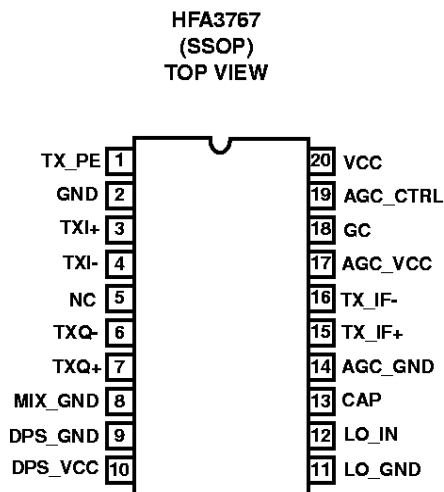 HFA3767
(SSOP)
TOP VIEW
TX_PE 1 20 VCC
GND 2 19 AGC_CTRL
TXI+ 3 18 GC
TXI- 4 17 AGC_VCC
NC 5 16 TX_IF-
TXQ- 6 15 TX_IF+
TXQ+ 7 14 AGC_GND
MIX_GND 8 13 CAP
DPS_GND 9 12 LO_IN
DPS_VCC 10 11 LO_GND